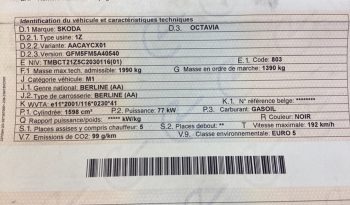 Identification du véhicule et caractéristiques techniques
D.1 Marque: SKODA D.3. OCTAVIA
D.2.1. Type usine: 1Z
D.2.2. Variante: AACAYCX01
D.2.3. Version: GFM5FM5A40540
E NIV: TMBCT21Z5C2030116(01) E.1. Code: 803
F.1 Masse max tech. admissible: 1990 kg G Masse en ordre de marche: 1390 kg
J Catégorie véhicule: M1
J.1. Genre national: BERLINE (AA)
J.2. Type de carrosserie: BERLINE (AA)
K WVTA: e11*2001/116*0230*41 K.1. N° référence belge: ********
P.1. Cylindrée: 1598 cm³ P.2. Puissance: 77 kW P.3. Carburant: GASOIL
Q Rapport puissance/poids: ***** kW/kg R Couleur: NOIR
S.1. Places assises y compris chauffeur: 5 S.2. Places debout: ** T Vitesse maximale: 192 km/h
V.7. Emissions de CO2: 99 g/km V.9. Classe environnementale: EURO 5